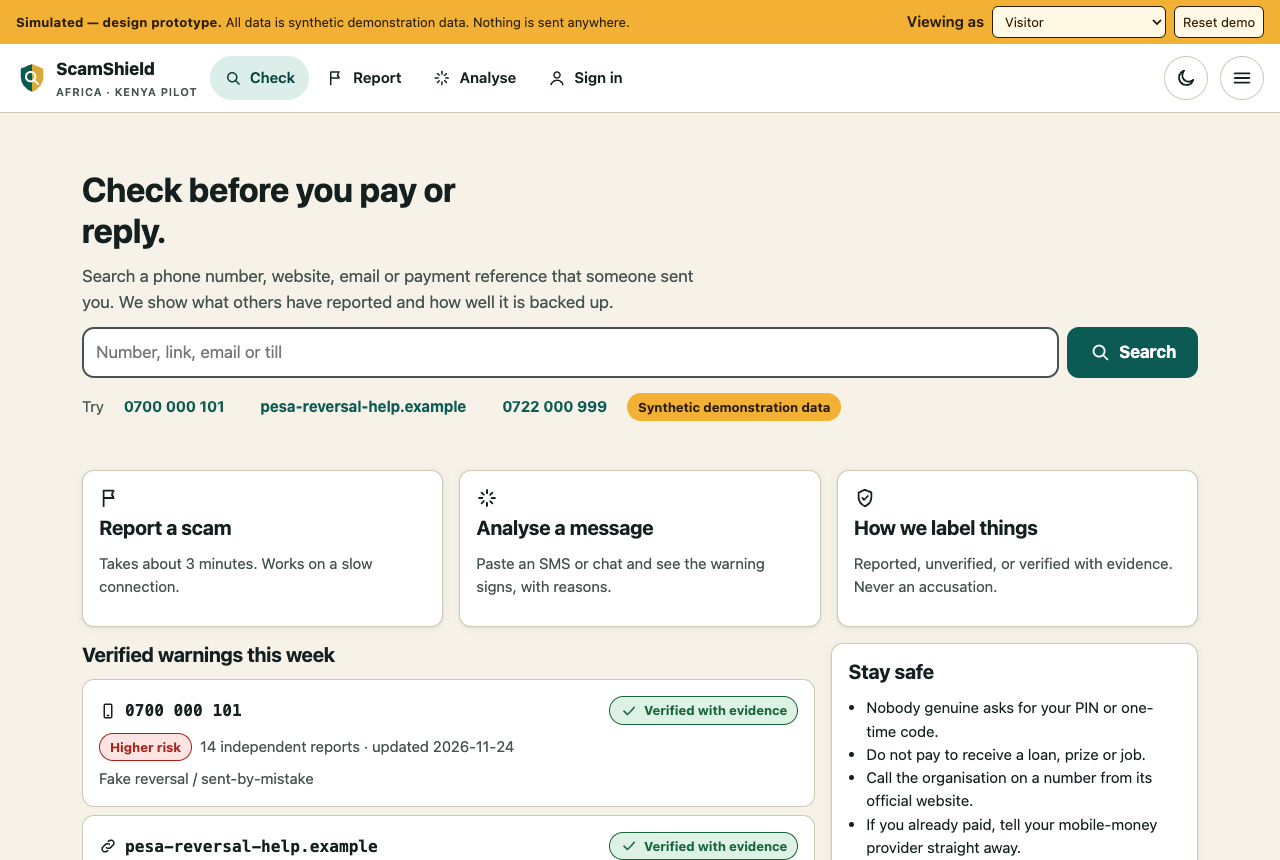 Simulated — design prototype. All data is synthetic demonstration data. Nothing is sent anywhere.
Viewing as
Visitor
Reset demo
ScamShield
AFRICA · KENYA PILOT
Check
Report
Analyse
Sign in
Check before you pay or
reply.
Search a phone number, website, email or payment reference that someone sent
you. We show what others have reported and how well it is backed up.
Number, link, email or till
Search
Try
0700 000 101
pesa-reversal-help.example
0722 000 999
Synthetic demonstration data
Report a scam
Takes about 3 minutes. Works on a slow
connection.
Analyse a message
Paste an SMS or chat and see the warning
signs, with reasons.
How we label things
Reported, unverified, or verified with evidence.
Never an accusation.
Verified warnings this week
0700 000 101
Verified with evidence
Higher risk
14 independent reports · updated 2026-11-24
Fake reversal / sent-by-mistake
pesa-reversal-help.example
Verified with evidence
Stay safe
• Nobody genuine asks for your PIN or one-
time code.
• Do not pay to receive a loan, prize or job.
• Call the organisation on a number from its
official website.
• If you already paid, tell your mobile-money
provider straight away.